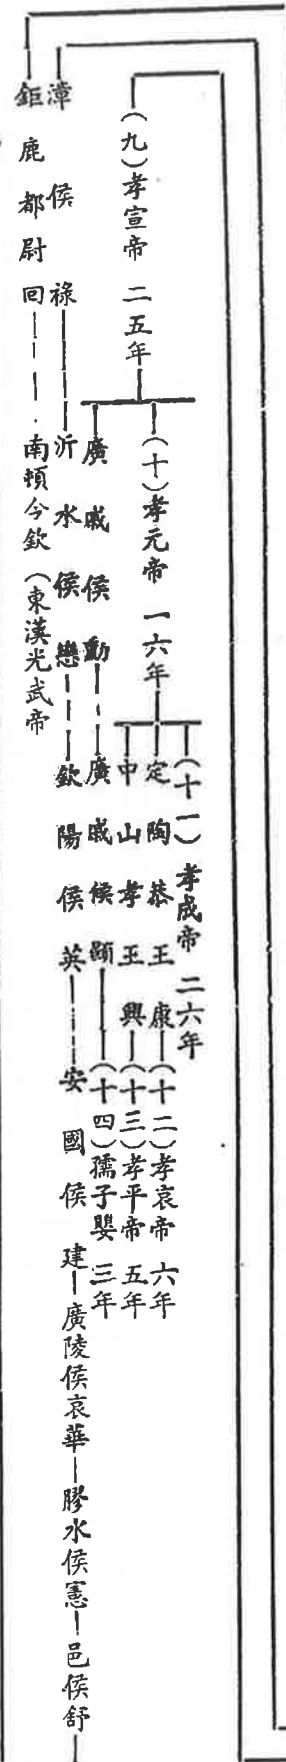 (九)孝宣帝 二五年
(十)孝元帝 一六年
(十一)孝成帝 二六年
定陶恭王康 (十二)孝哀帝 六年
中山孝王興 (十三)孝平帝 五年
廣戚侯勳 廣戚候顯 (十四)孺子嬰 三年
漳侯祿 沂水侯戀 欽陽侯英 安國侯建 廣陵侯哀華 膠水侯憲 邑侯舒
鉅鹿都尉回 南頓今欽(東漢光武帝